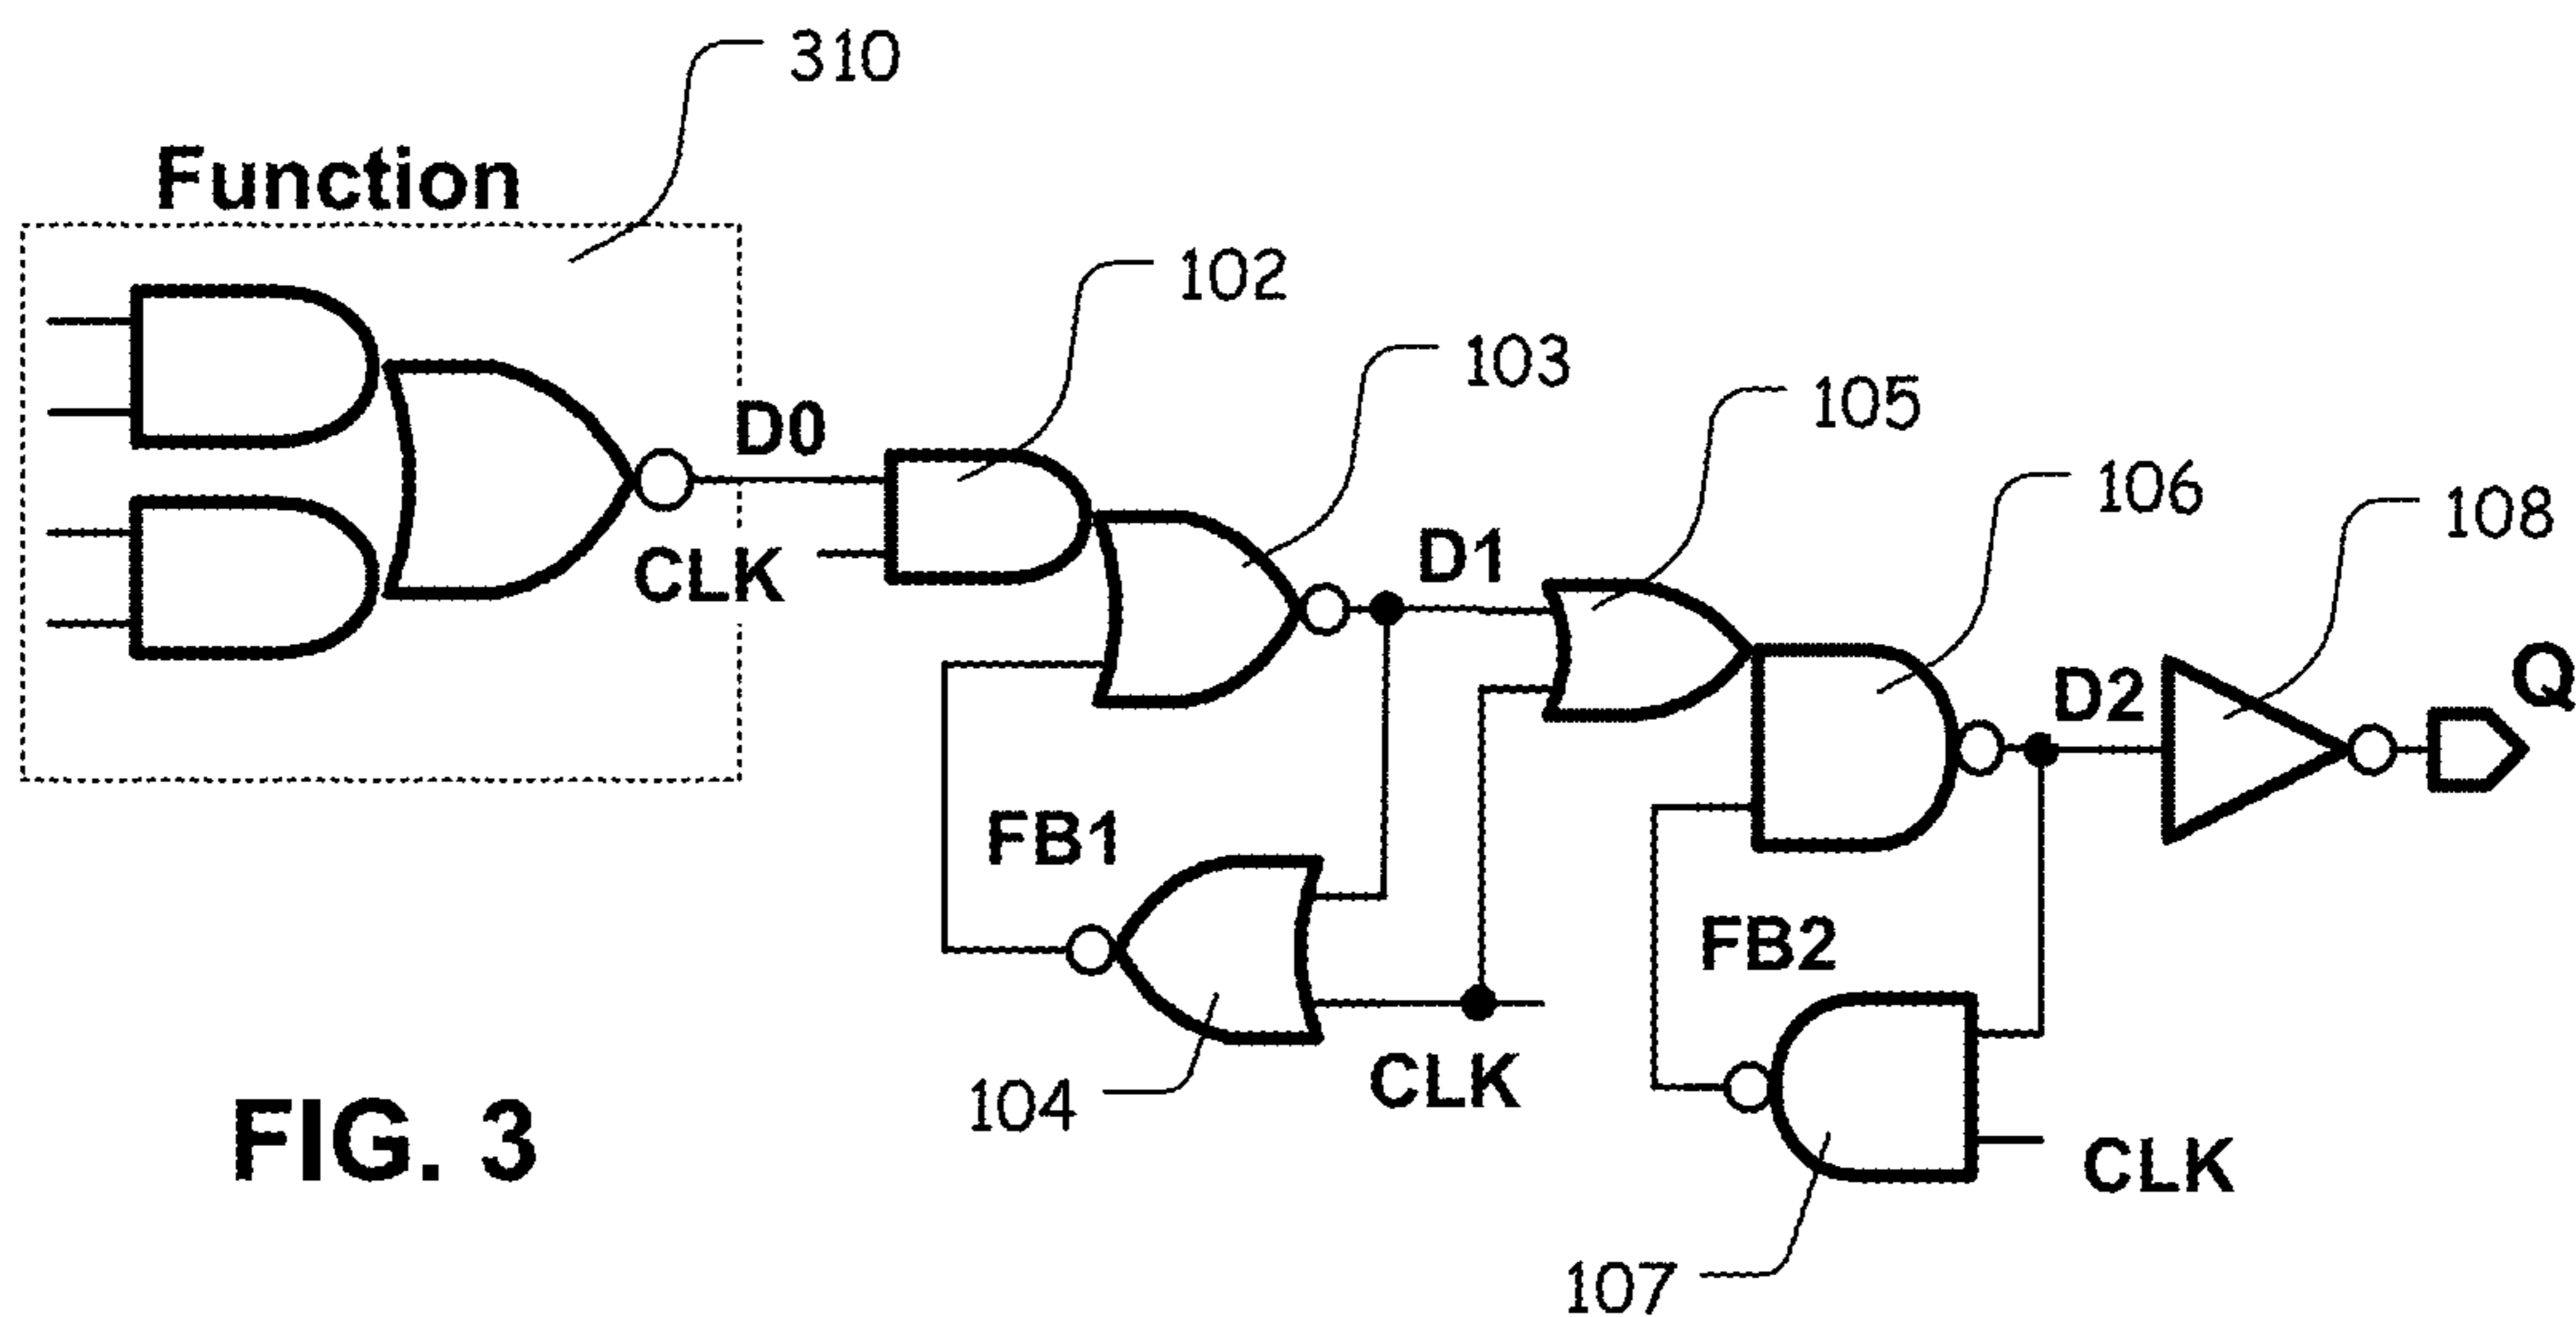 310
Function
102
103
105
106
108
D0
CLK
D1
D2
Q
FB1
FB2
104
CLK
CLK
107
FIG. 3